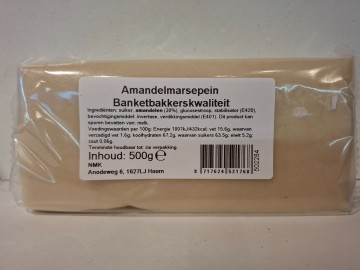 Amandelmarsepein
Banketbakkerskwaliteit
Ingrediënten: suiker, amandelen (30%), glucosestroop, stabilisator (E420),
bevochtigingsmiddel: invertase, verdikkingsmiddel (E407). Dit product kan
sporen bevatten van: melk.
Voedingswaarden per 100g: Energie 1807kJ/432kcal, vet 15,6g, waarvan
verzadigd vet 1,6g, koolhydraten 67,2g, waarvan suikers 63,5g, eiwit 5,2g,
zout 0,06g.
Tenminste houdbaar tot: zie verpakking.
Inhoud: 500g℮
NMK
Anodeweg 6, 1627LJ Hoorn
502284